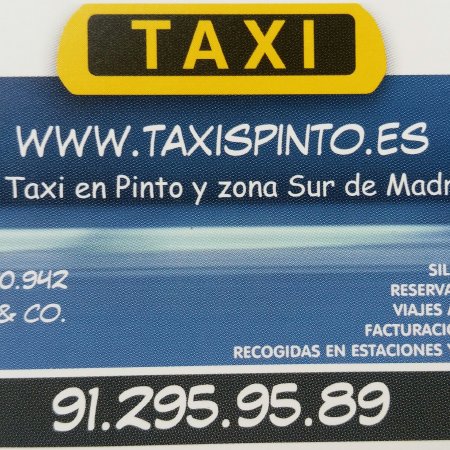 TAXI
WWW.TAXISPINTO.ES
Taxi en Pinto y zona Sur de Madr
0.942
& CO.
SIL
RESERVA
VIAJES A
FACTURACIÓ
RECOGIDAS EN ESTACIONES Y
91.295.95.89